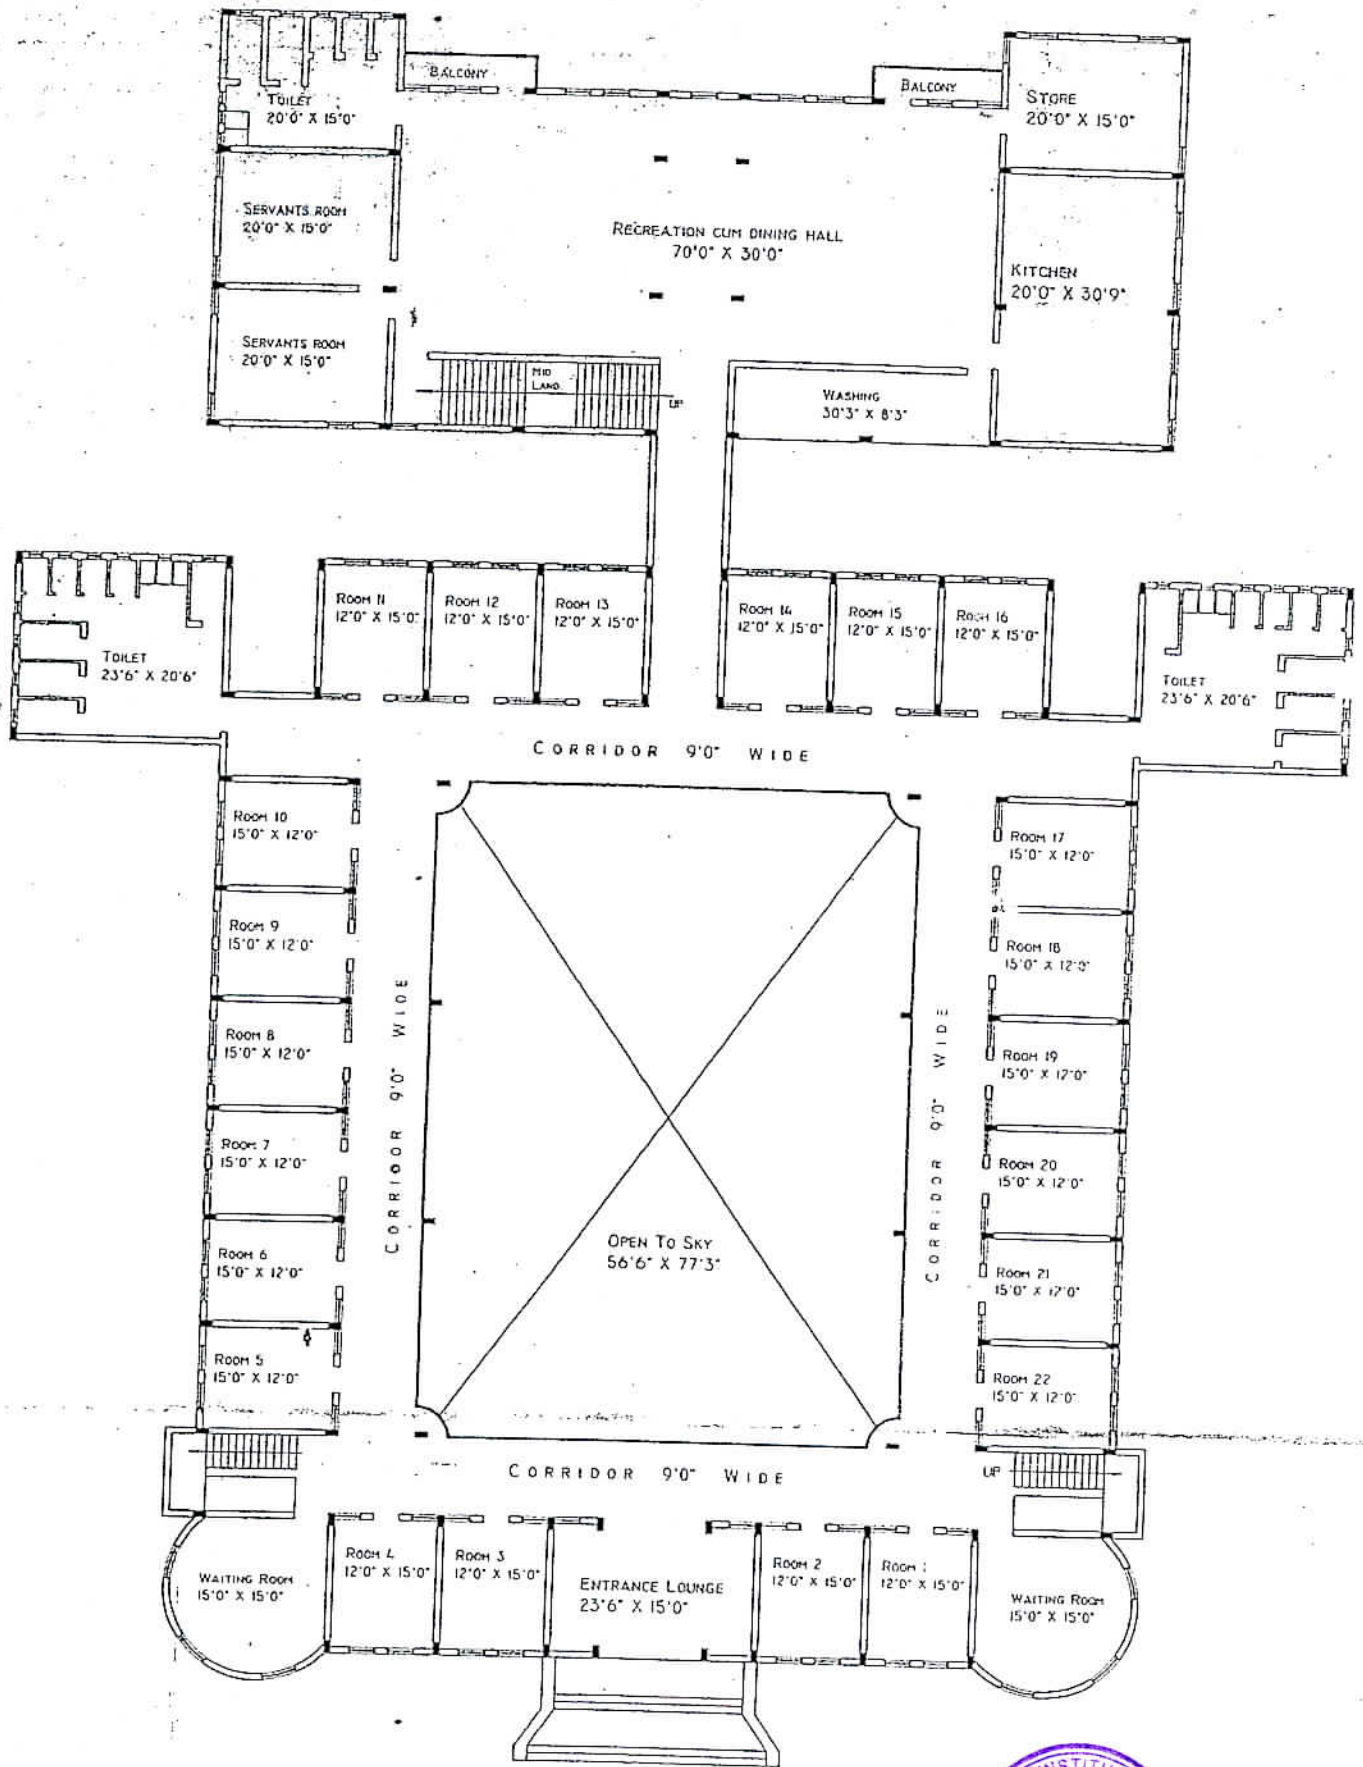 BALCONY
BALCONY
TOILET
20'0" X 15'0"
STORE
20'0" X 15'0"
SERVANTS ROOM
20'0" X 15'0"
RECREATION CUM DINING HALL
70'0" X 30'0"
KITCHEN
20'0" X 30'9"
SERVANTS ROOM
20'0" X 15'0"
MID
LAND.
UP
WASHING
30'3" X 8'3"
ROOM 11
12'0" X 15'0"
ROOM 12
12'0" X 15'0"
ROOM 13
12'0" X 15'0"
ROOM 14
12'0" X 15'0"
ROOM 15
12'0" X 15'0"
ROOM 16
12'0" X 15'0"
TOILET
23'6" X 20'6"
TOILET
23'6" X 20'6"
CORRIDOR 9'0" WIDE
ROOM 10
15'0" X 12'0"
ROOM 17
15'0" X 12'0"
ROOM 9
15'0" X 12'0"
ROOM 18
15'0" X 12'0"
CORRIDOR 9'0" WIDE
CORRIDOR 9'0" WIDE
ROOM 8
15'0" X 12'0"
ROOM 19
15'0" X 12'0"
ROOM 7
15'0" X 12'0"
ROOM 20
15'0" X 12'0"
ROOM 6
15'0" X 12'0"
OPEN TO SKY
56'6" X 77'3"
ROOM 21
15'0" X 12'0"
ROOM 5
15'0" X 12'0"
ROOM 22
15'0" X 12'0"
CORRIDOR 9'0" WIDE
UP
WAITING ROOM
15'0" X 15'0"
ROOM 4
12'0" X 15'0"
ROOM 3
12'0" X 15'0"
ENTRANCE LOUNGE
23'6" X 15'0"
ROOM 2
12'0" X 15'0"
ROOM 1
12'0" X 15'0"
WAITING ROOM
15'0" X 15'0"